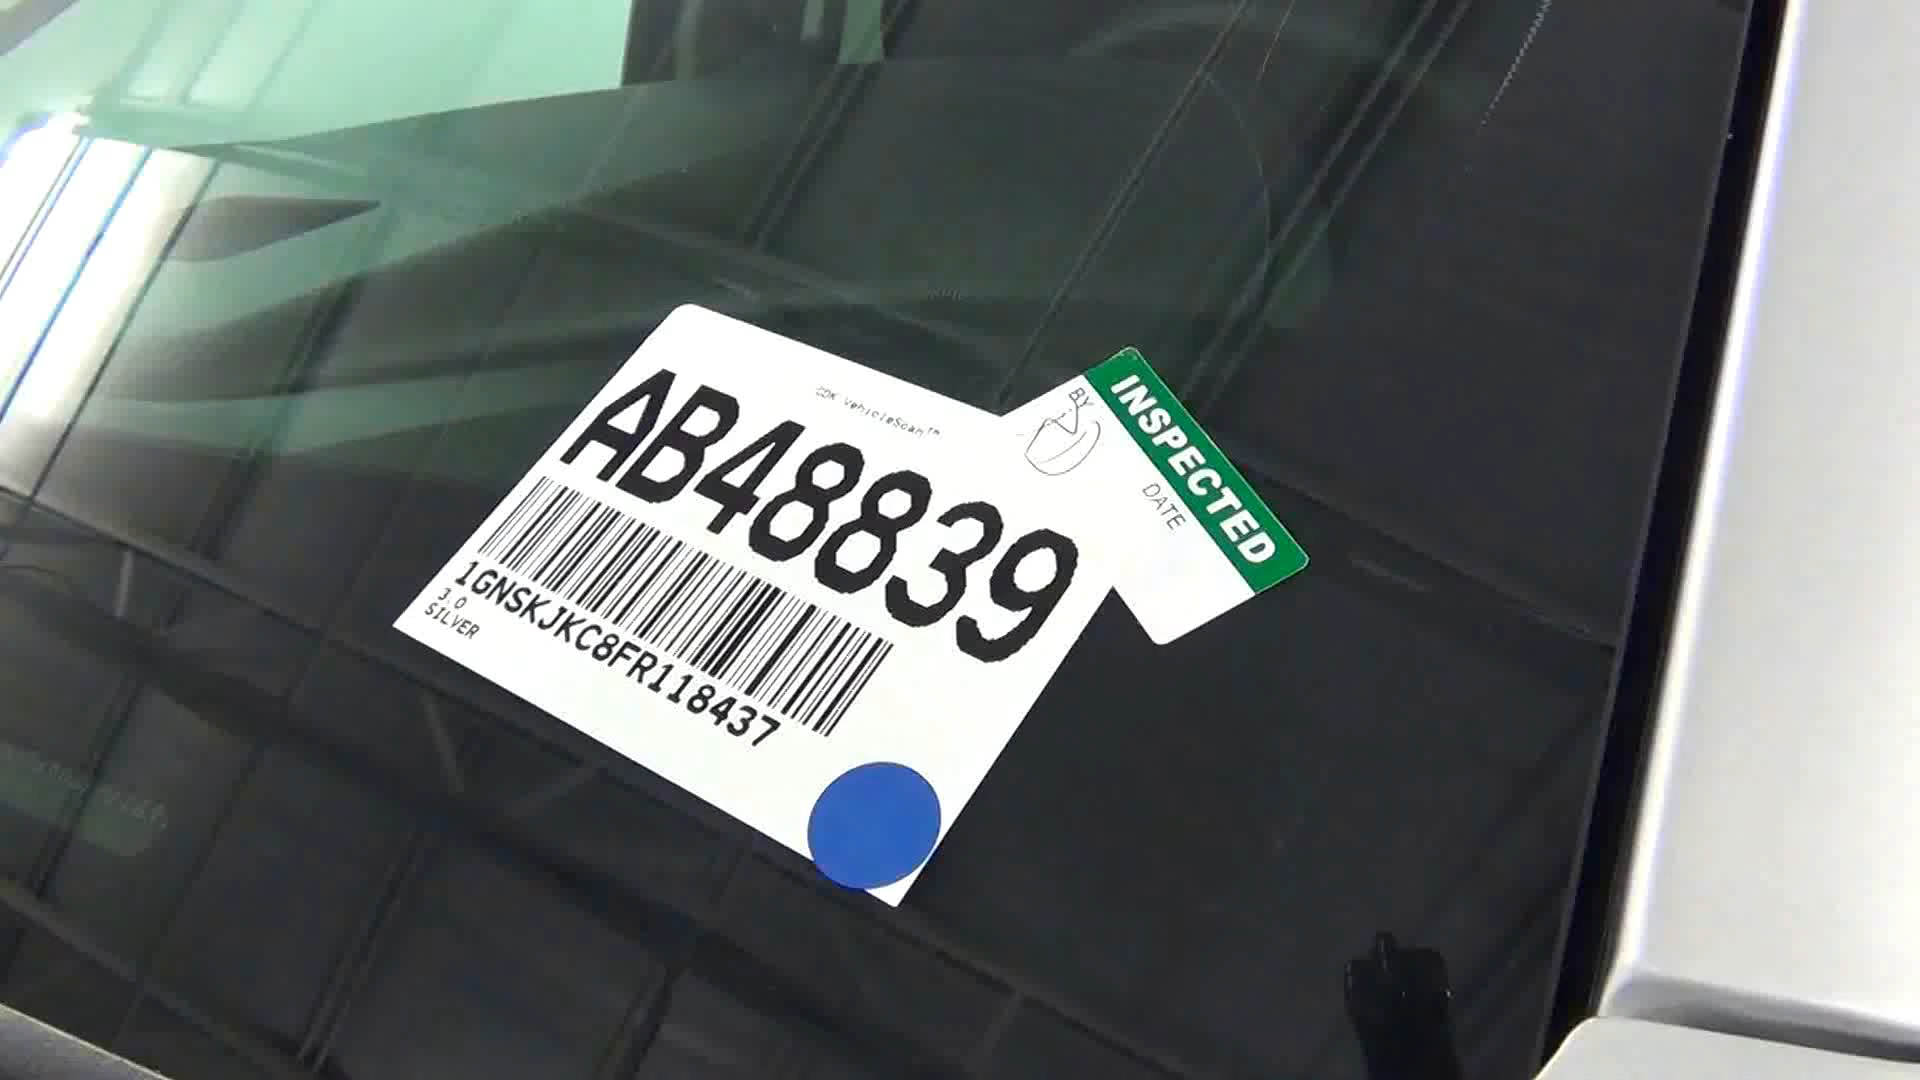 CDK VehicleScan™
AB48839
1GNSKJKC8FR118437
3.0
SILVER
INSPECTED
BY
DATE